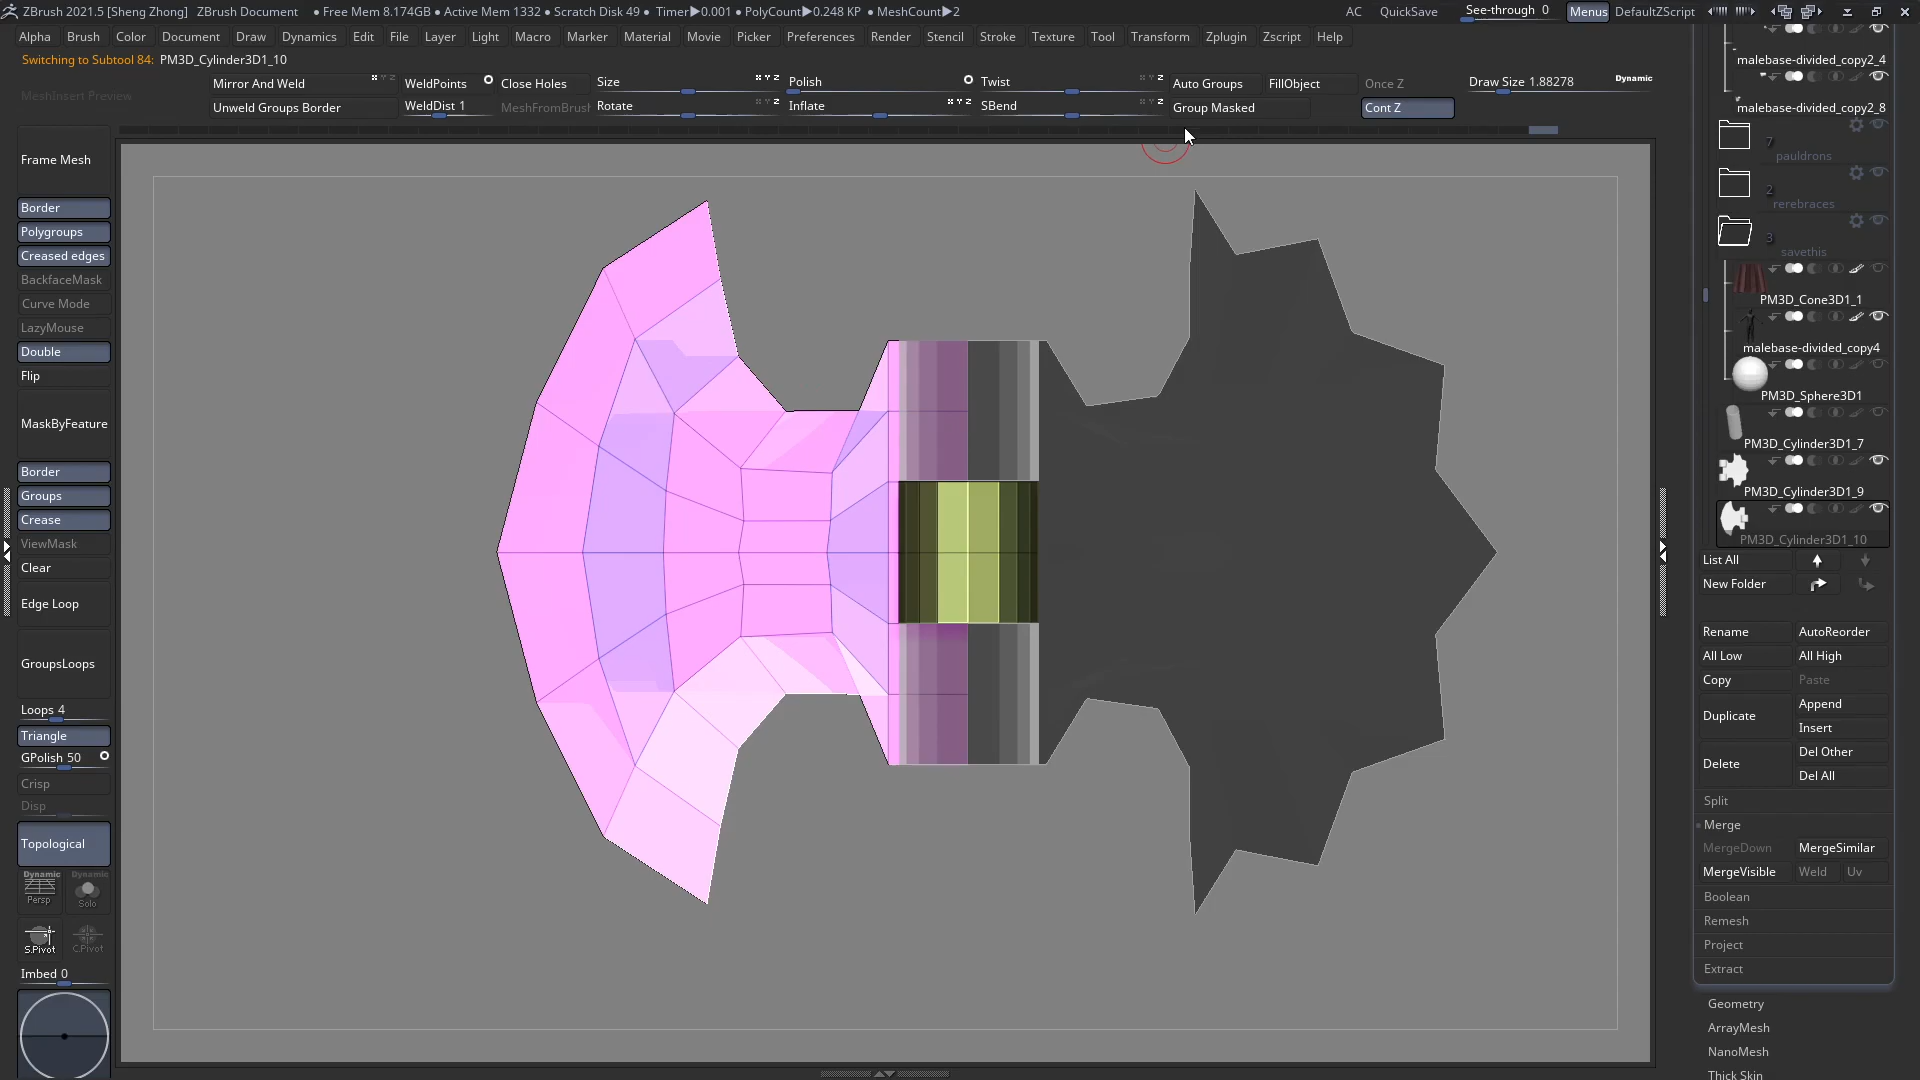 ZBrush 2021.5 [Sheng Zhong] ZBrush Document • Free Mem 8.174GB • Active Mem 1332 • Scratch Disk 49 • Timer▶0.001 • PolyCount▶0.248 KP • MeshCount▶2 AC QuickSave See-through 0 Menus DefaultZScript
Alpha Brush Color Document Draw Dynamics Edit File Layer Light Macro Marker Material Movie Picker Preferences Render Stencil Stroke Texture Tool Transform Zplugin Zscript Help
Switching to Subtool 84: PM3D_Cylinder3D1_10
Mirror And Weld WeldPoints Close Holes Size Polish Twist Auto Groups FillObject Once Z Draw Size 1.88278 Dynamic
MeshInsert Preview
Unweld Groups Border WeldDist 1 MeshFromBrush Rotate Inflate SBend Group Masked Cont Z
Frame Mesh
Border
Polygroups
Creased edges
BackfaceMask
Curve Mode
LazyMouse
Double
Flip
MaskByFeature
Border
Groups
Crease
ViewMask
Clear
Edge Loop
GroupsLoops
Loops 4
Triangle
GPolish 50
Crisp
Disp
Topological
Dynamic Dynamic
Persp Solo
S.Pivot C.Pivot
Imbed 0
malebase-divided_copy2_4
malebase-divided_copy2_8
7
pauldrons
2
rerebraces
3
savethis
PM3D_Cone3D1_1
malebase-divided_copy4
PM3D_Sphere3D1
PM3D_Cylinder3D1_7
PM3D_Cylinder3D1_9
PM3D_Cylinder3D1_10
List All
New Folder
Rename AutoReorder
All Low All High
Copy Paste
Duplicate Append
Insert
Delete Del Other
Del All
Split
Merge
MergeDown MergeSimilar
MergeVisible Weld Uv
Boolean
Remesh
Project
Extract
Geometry
ArrayMesh
NanoMesh
Thick Skin